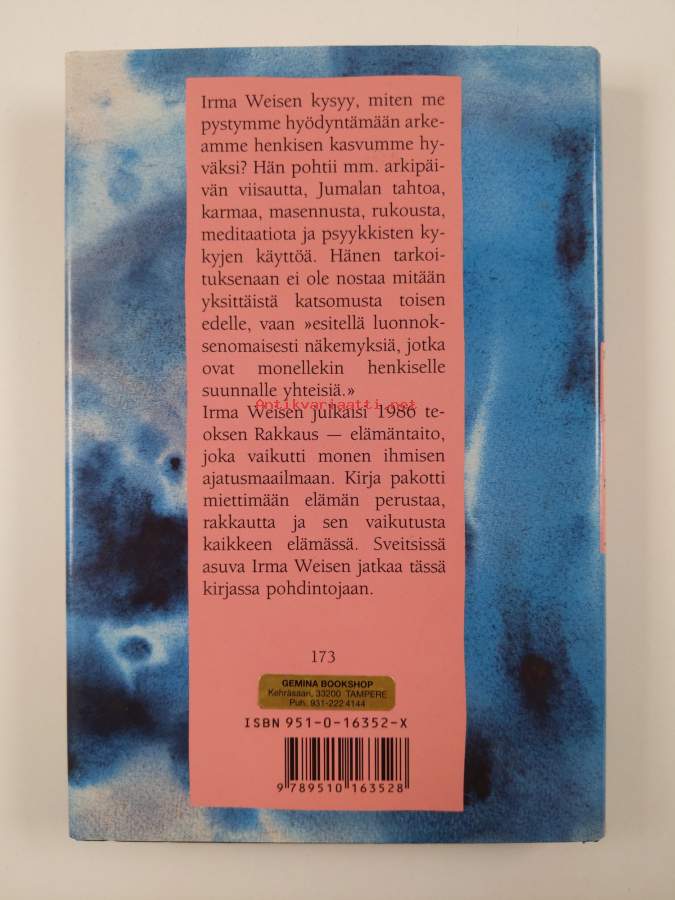 Irma Weisen kysyy, miten me
pystymme hyödyntämään arke-
amme henkisen kasvumme hy-
väksi? Hän pohtii mm. arkipäi-
vän viisautta, Jumalan tahtoa,
karmaa, masennusta, rukousta,
meditaatiota ja psyykkisten ky-
kyjen käyttöä. Hänen tarkoi-
tuksenaan ei ole nostaa mitään
yksittäistä katsomusta toisen
edelle, vaan »esitellä luonnok-
senomaisesti näkemyksiä, jotka
ovat monellekin henkiselle
suunnalle yhteisiä.»
Antikvariaatti.net
Irma Weisen julkaisi 1986 te-
oksen Rakkaus — elämäntaito,
joka vaikutti monen ihmisen
ajatusmaailmaan. Kirja pakotti
miettimään elämän perustaa,
rakkautta ja sen vaikutusta
kaikkeen elämässä. Sveitsissä
asuva Irma Weisen jatkaa tässä
kirjassa pohdintojaan.
173
GEMINA BOOKSHOP
Kehräsaari, 33200 TAMPERE
Puh. 931-222 4144
ISBN 951-0-16352-X
9 789510 163528